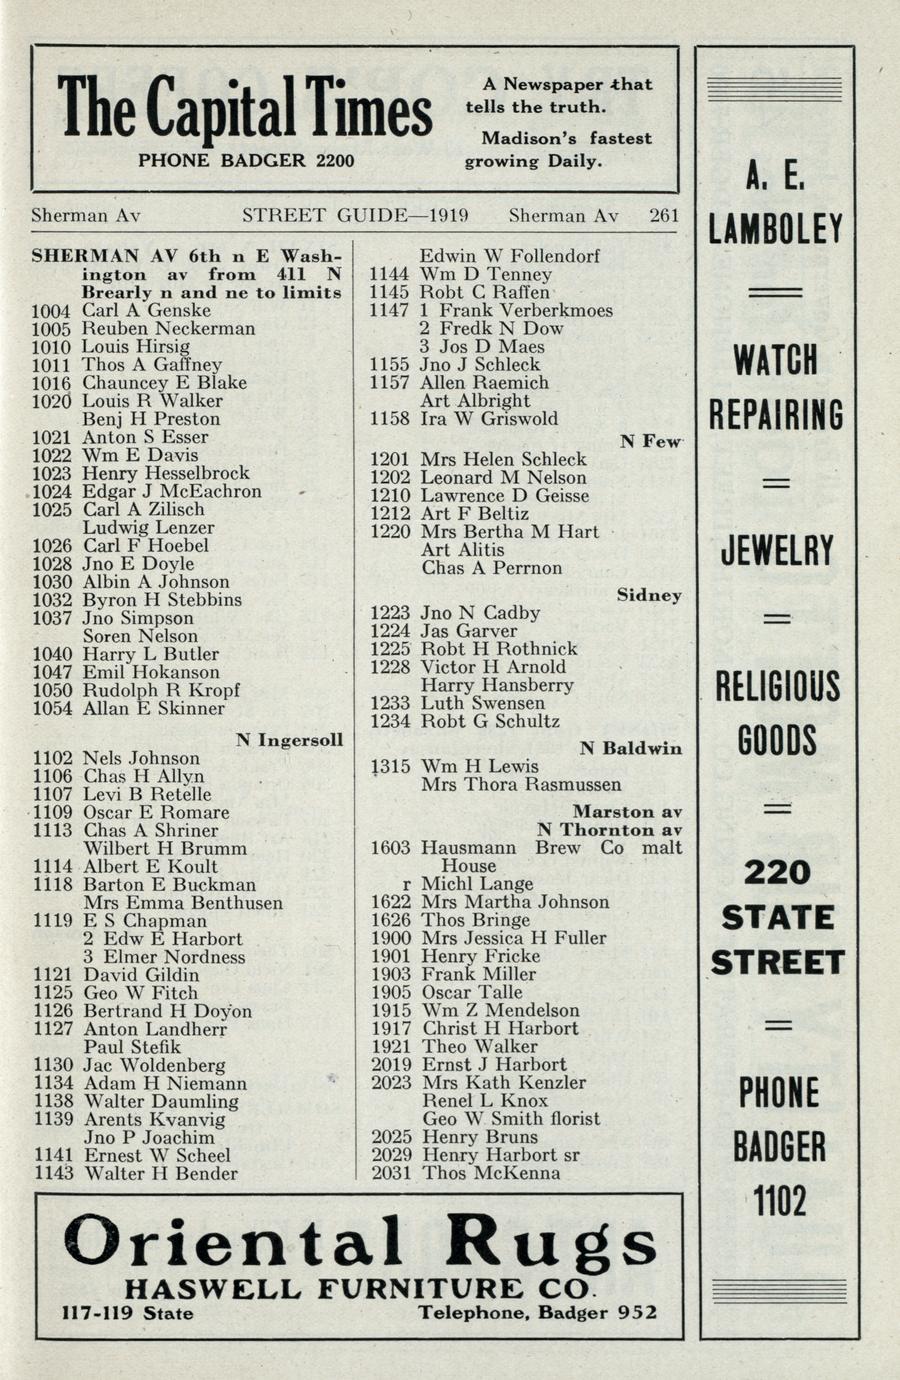 The Capital Times
PHONE BADGER 2200
A Newspaper that
tells the truth.
Madison's fastest
growing Daily.
Sherman Av STREET GUIDE—1919 Sherman Av 261
SHERMAN AV 6th n E Wash-
ington av from 411 N
Brearly n and ne to limits
1004 Carl A Genske
1005 Reuben Neckerman
1010 Louis Hirsig
1011 Thos A Gaffney
1016 Chauncey E Blake
1020 Louis R Walker
Benj H Preston
1021 Anton S Esser
1022 Wm E Davis
1023 Henry Hesselbrock
1024 Edgar J McEachron
1025 Carl A Zilisch
Ludwig Lenzer
1026 Carl F Hoebel
1028 Jno E Doyle
1030 Albin A Johnson
1032 Byron H Stebbins
1037 Jno Simpson
Soren Nelson
1040 Harry L Butler
1047 Emil Hokanson
1050 Rudolph R Kropf
1054 Allan E Skinner
N Ingersoll
1102 Nels Johnson
1106 Chas H Allyn
1107 Levi B Retelle
1109 Oscar E Romare
1113 Chas A Shriner
Wilbert H Brumm
1114 Albert E Koult
1118 Barton E Buckman
Mrs Emma Benthusen
1119 E S Chapman
2 Edw E Harbort
3 Elmer Nordness
1121 David Gildin
1125 Geo W Fitch
1126 Bertrand H Doyon
1127 Anton Landherr
Paul Stefik
1130 Jac Woldenberg
1134 Adam H Niemann
1138 Walter Daumling
1139 Arents Kvanvig
Jno P Joachim
1141 Ernest W Scheel
1143 Walter H Bender
Edwin W Follendorf
1144 Wm D Tenney
1145 Robt C Raffen
1147 1 Frank Verberkmoes
2 Fredk N Dow
3 Jos D Maes
1155 Jno J Schleck
1157 Allen Raemich
Art Albright
1158 Ira W Griswold
N Few
1201 Mrs Helen Schleck
1202 Leonard M Nelson
1210 Lawrence D Geisse
1212 Art F Beltiz
1220 Mrs Bertha M Hart
Art Alitis
Chas A Perrnon
Sidney
1223 Jno N Cadby
1224 Jas Garver
1225 Robt H Rothnick
1228 Victor H Arnold
Harry Hansberry
1233 Luth Swensen
1234 Robt G Schultz
N Baldwin
1315 Wm H Lewis
Mrs Thora Rasmussen
Marston av
N Thornton av
1603 Hausmann Brew Co malt
House
r Michl Lange
1622 Mrs Martha Johnson
1626 Thos Bringe
1900 Mrs Jessica H Fuller
1901 Henry Fricke
1903 Frank Miller
1905 Oscar Talle
1915 Wm Z Mendelson
1917 Christ H Harbort
1921 Theo Walker
2019 Ernst J Harbort
2023 Mrs Kath Kenzler
Renel L Knox
Geo W Smith florist
2025 Henry Bruns
2029 Henry Harbort sr
2031 Thos McKenna
Oriental Rugs
HASWELL FURNITURE CO.
117-119 State Telephone, Badger 952
A. E.
LAMBOLEY
WATCH
REPAIRING
JEWELRY
RELIGIOUS
GOODS
220
STATE
STREET
PHONE
BADGER
1102